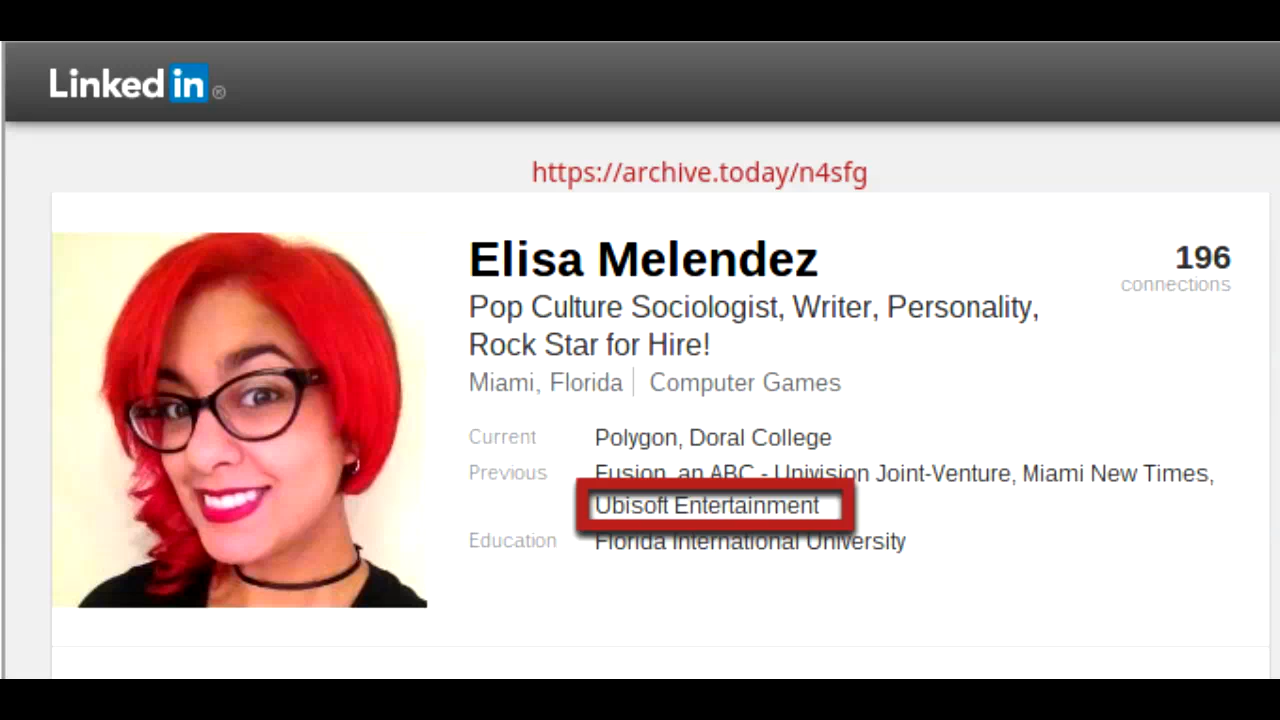 Linked in ®
https://archive.today/n4sfg
Elisa Melendez
196
connections
Pop Culture Sociologist, Writer, Personality,
Rock Star for Hire!
Miami, Florida | Computer Games
Current Polygon, Doral College
Previous Fusion, an ABC - Univision Joint-Venture, Miami New Times,
Ubisoft Entertainment
Education Florida International University